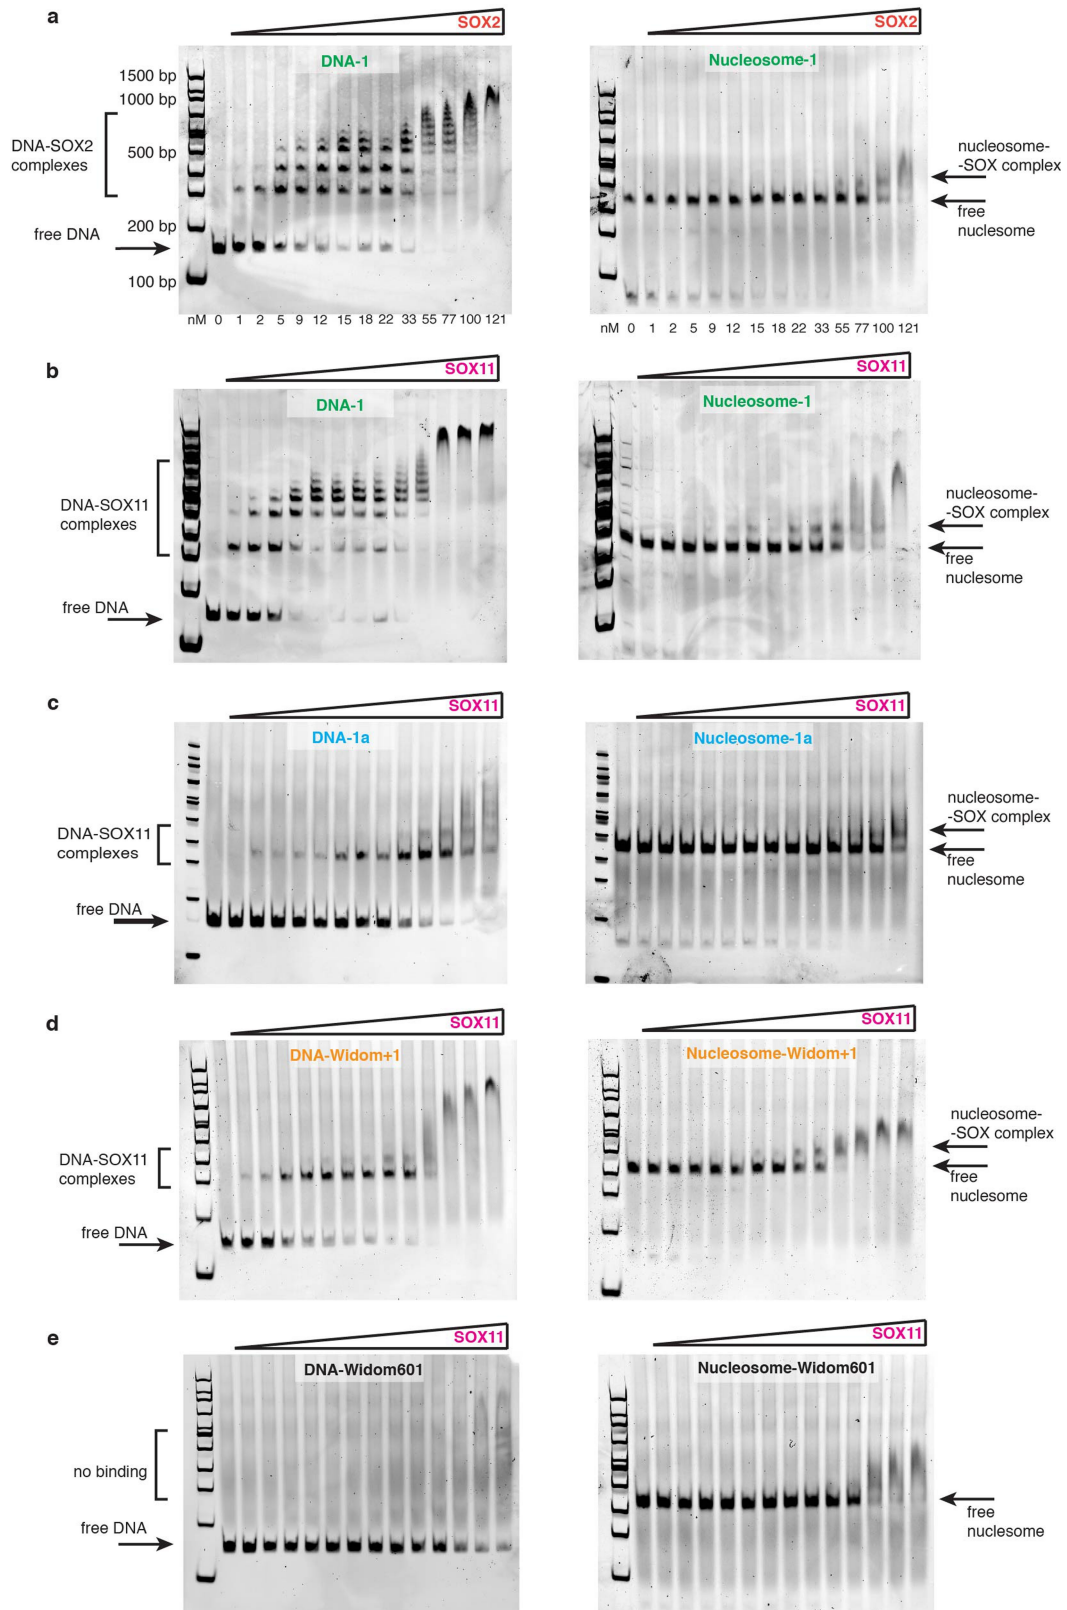 a
SOX2
SOX2
DNA-1
Nucleosome-1
1500 bp
1000 bp
DNA-SOX2
complexes
500 bp
free DNA
200 bp
100 bp
nucleosome-
-SOX complex
free
nuclesome
nM 0 1 2 5 9 12 15 18 22 33 55 77 100 121
nM 0 1 2 5 9 12 15 18 22 33 55 77 100 121
b
SOX11
SOX11
DNA-1
Nucleosome-1
DNA-SOX11
complexes
free DNA
nucleosome-
-SOX complex
free
nuclesome
c
SOX11
SOX11
DNA-1a
Nucleosome-1a
DNA-SOX11
complexes
free DNA
nucleosome-
-SOX complex
free
nuclesome
d
SOX11
SOX11
DNA-Widom+1
Nucleosome-Widom+1
DNA-SOX11
complexes
free DNA
nucleosome-
-SOX complex
free
nuclesome
e
SOX11
SOX11
DNA-Widom601
Nucleosome-Widom601
no binding
free DNA
free
nuclesome